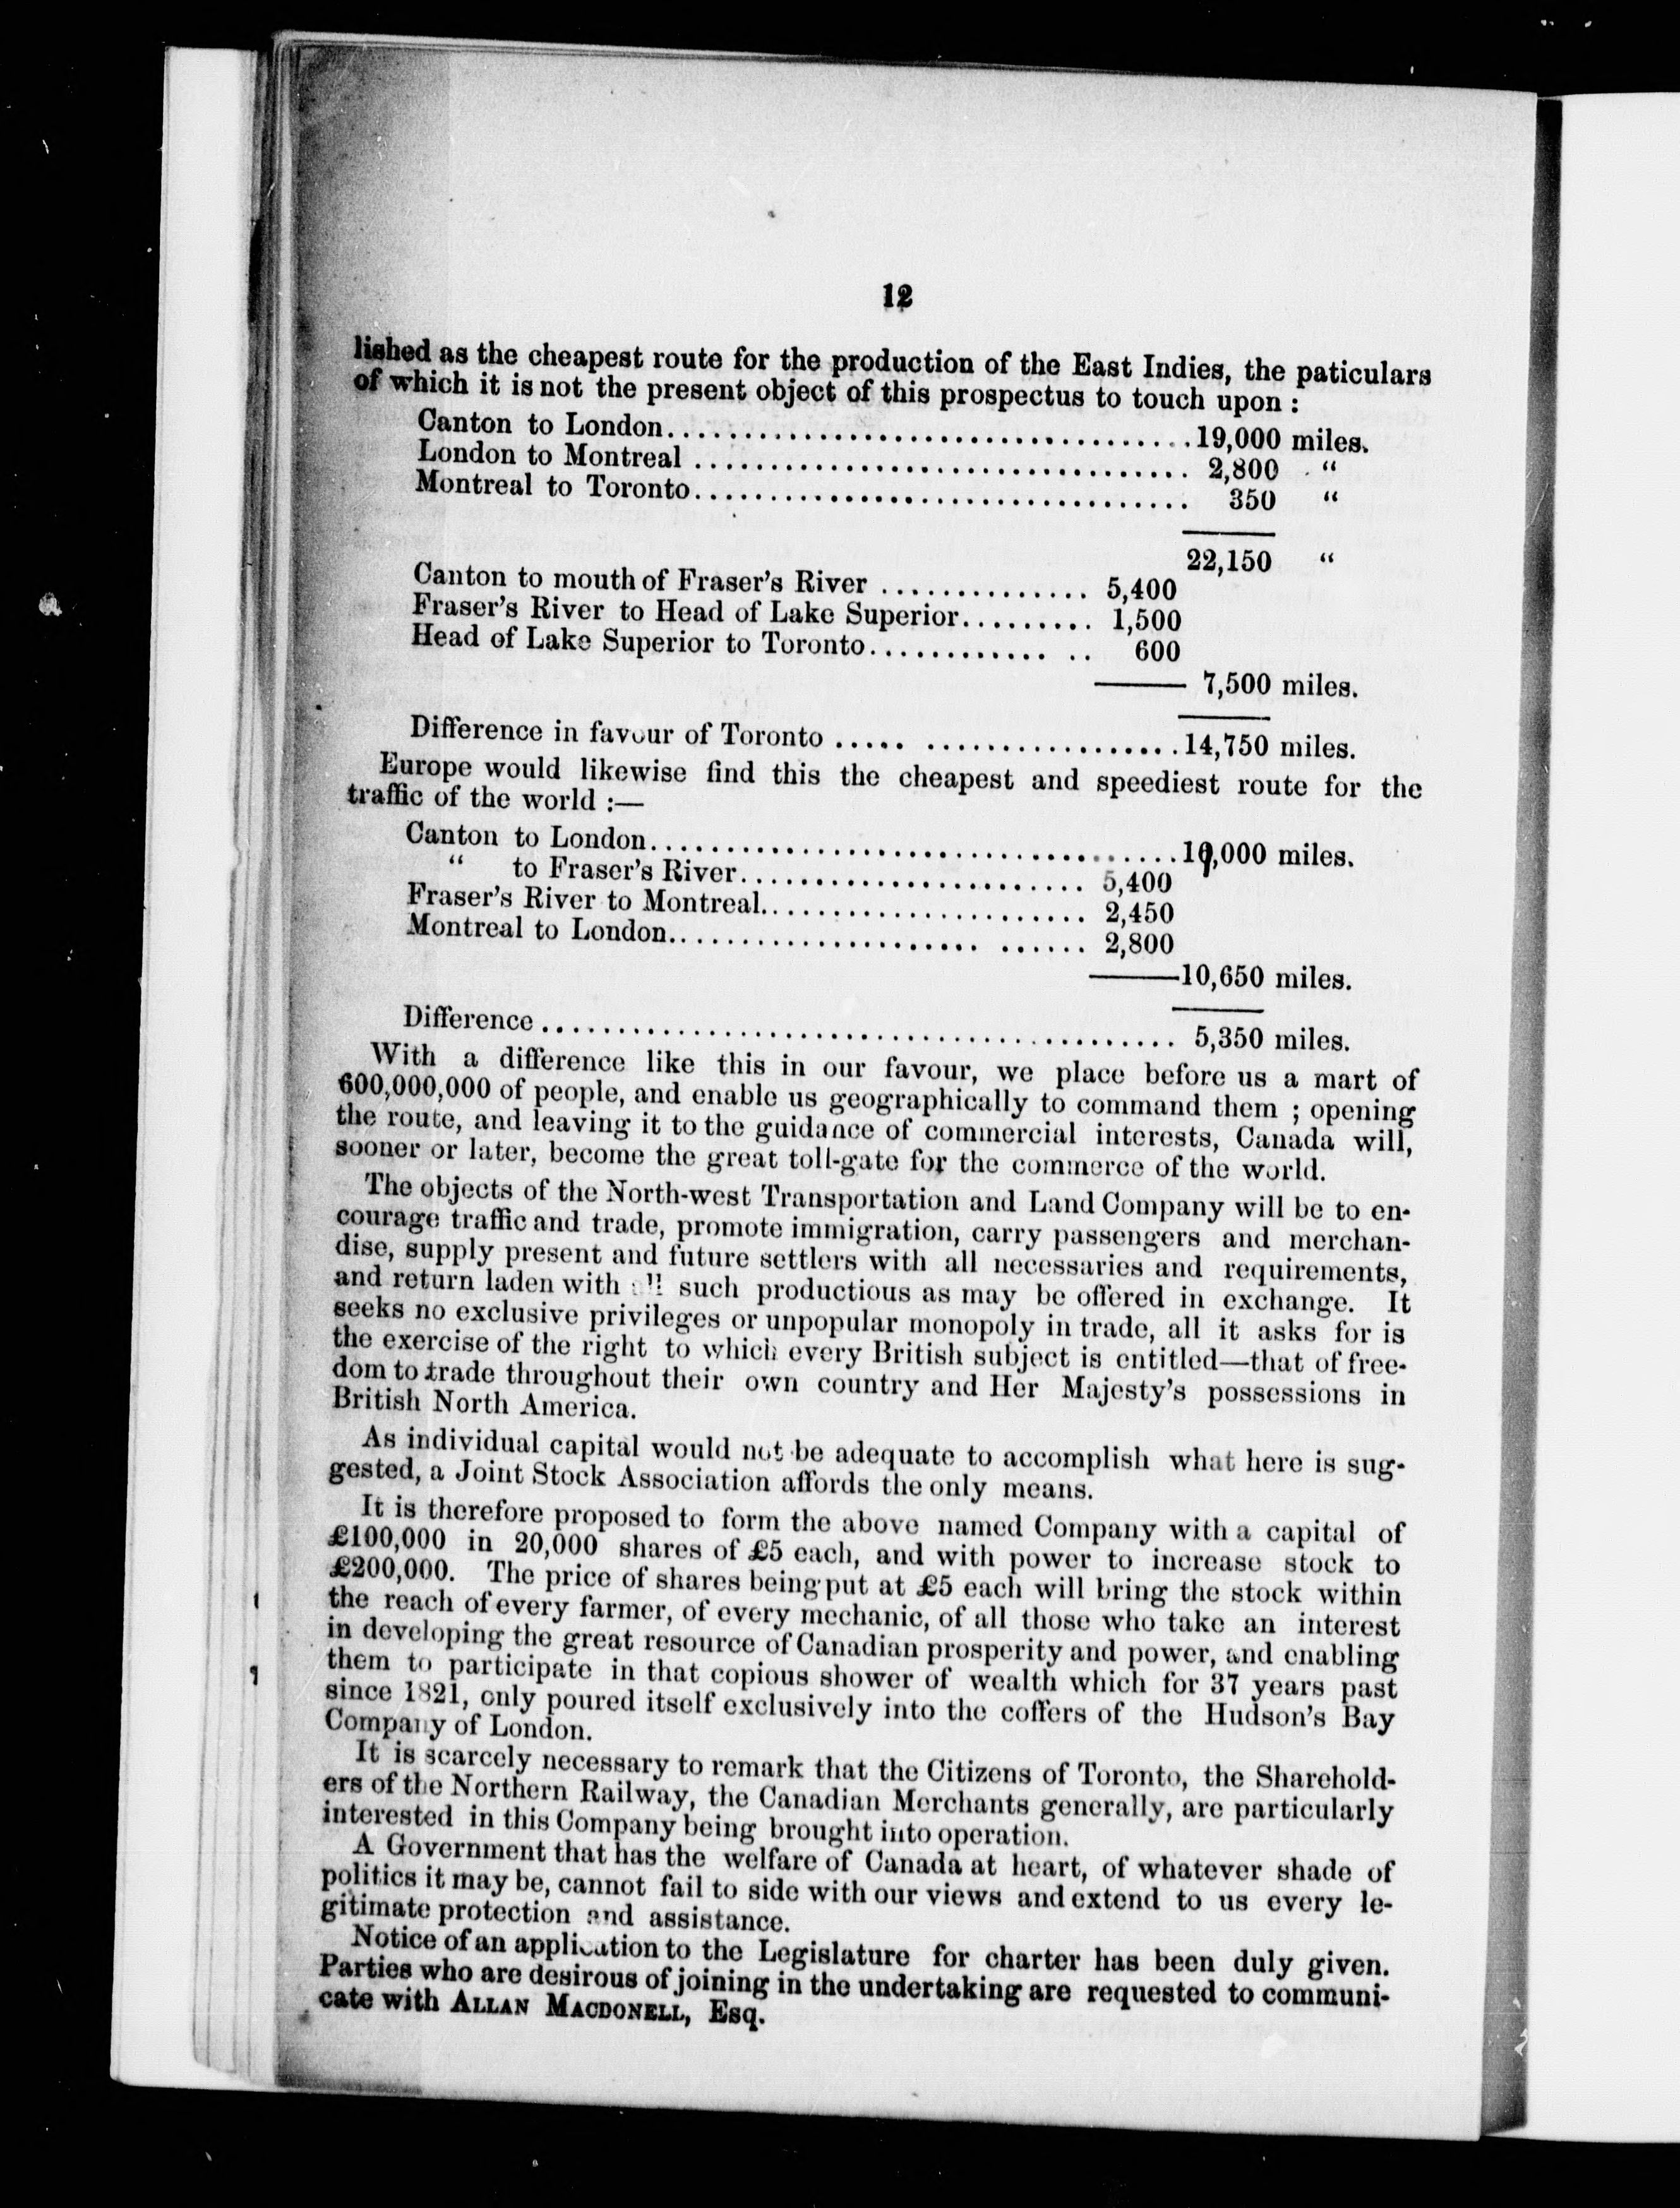 12
lished as the cheapest route for the production of the East Indies, the paticulars
of which it is not the present object of this prospectus to touch upon :
Canton to London.................................19,000 miles.
London to Montreal ................................ 2,800 "
Montreal to Toronto................................ 350 "
22,150 "
Canton to mouth of Fraser's River .............. 5,400
Fraser's River to Head of Lake Superior......... 1,500
Head of Lake Superior to Toronto............ .. 600
7,500 miles.
Difference in favour of Toronto ..... .................14,750 miles.
Europe would likewise find this the cheapest and speediest route for the
traffic of the world :—
Canton to London...................................19,000 miles.
" to Fraser's River........................ 5,400
Fraser's River to Montreal...................... 2,450
Montreal to London..................... ...... 2,800
10,650 miles.
Difference.......................................... 5,350 miles.
With a difference like this in our favour, we place before us a mart of
600,000,000 of people, and enable us geographically to command them ; opening
the route, and leaving it to the guidance of commercial interests, Canada will,
sooner or later, become the great toll-gate for the commerce of the world.
The objects of the North-west Transportation and Land Company will be to en-
courage traffic and trade, promote immigration, carry passengers and merchan-
dise, supply present and future settlers with all necessaries and requirements,
and return laden with all such productious as may be offered in exchange. It
seeks no exclusive privileges or unpopular monopoly in trade, all it asks for is
the exercise of the right to which every British subject is entitled—that of free-
dom to trade throughout their own country and Her Majesty's possessions in
British North America.
As individual capital would not be adequate to accomplish what here is sug-
gested, a Joint Stock Association affords the only means.
It is therefore proposed to form the above named Company with a capital of
£100,000 in 20,000 shares of £5 each, and with power to increase stock to
£200,000. The price of shares being put at £5 each will bring the stock within
the reach of every farmer, of every mechanic, of all those who take an interest
in developing the great resource of Canadian prosperity and power, and enabling
them to participate in that copious shower of wealth which for 37 years past
since 1821, only poured itself exclusively into the coffers of the Hudson's Bay
Company of London.
It is scarcely necessary to remark that the Citizens of Toronto, the Sharehold-
ers of the Northern Railway, the Canadian Merchants generally, are particularly
interested in this Company being brought into operation.
A Government that has the welfare of Canada at heart, of whatever shade of
politics it may be, cannot fail to side with our views and extend to us every le-
gitimate protection and assistance.
Notice of an application to the Legislature for charter has been duly given.
Parties who are desirous of joining in the undertaking are requested to communi-
cate with ALLAN MACDONELL, Esq.